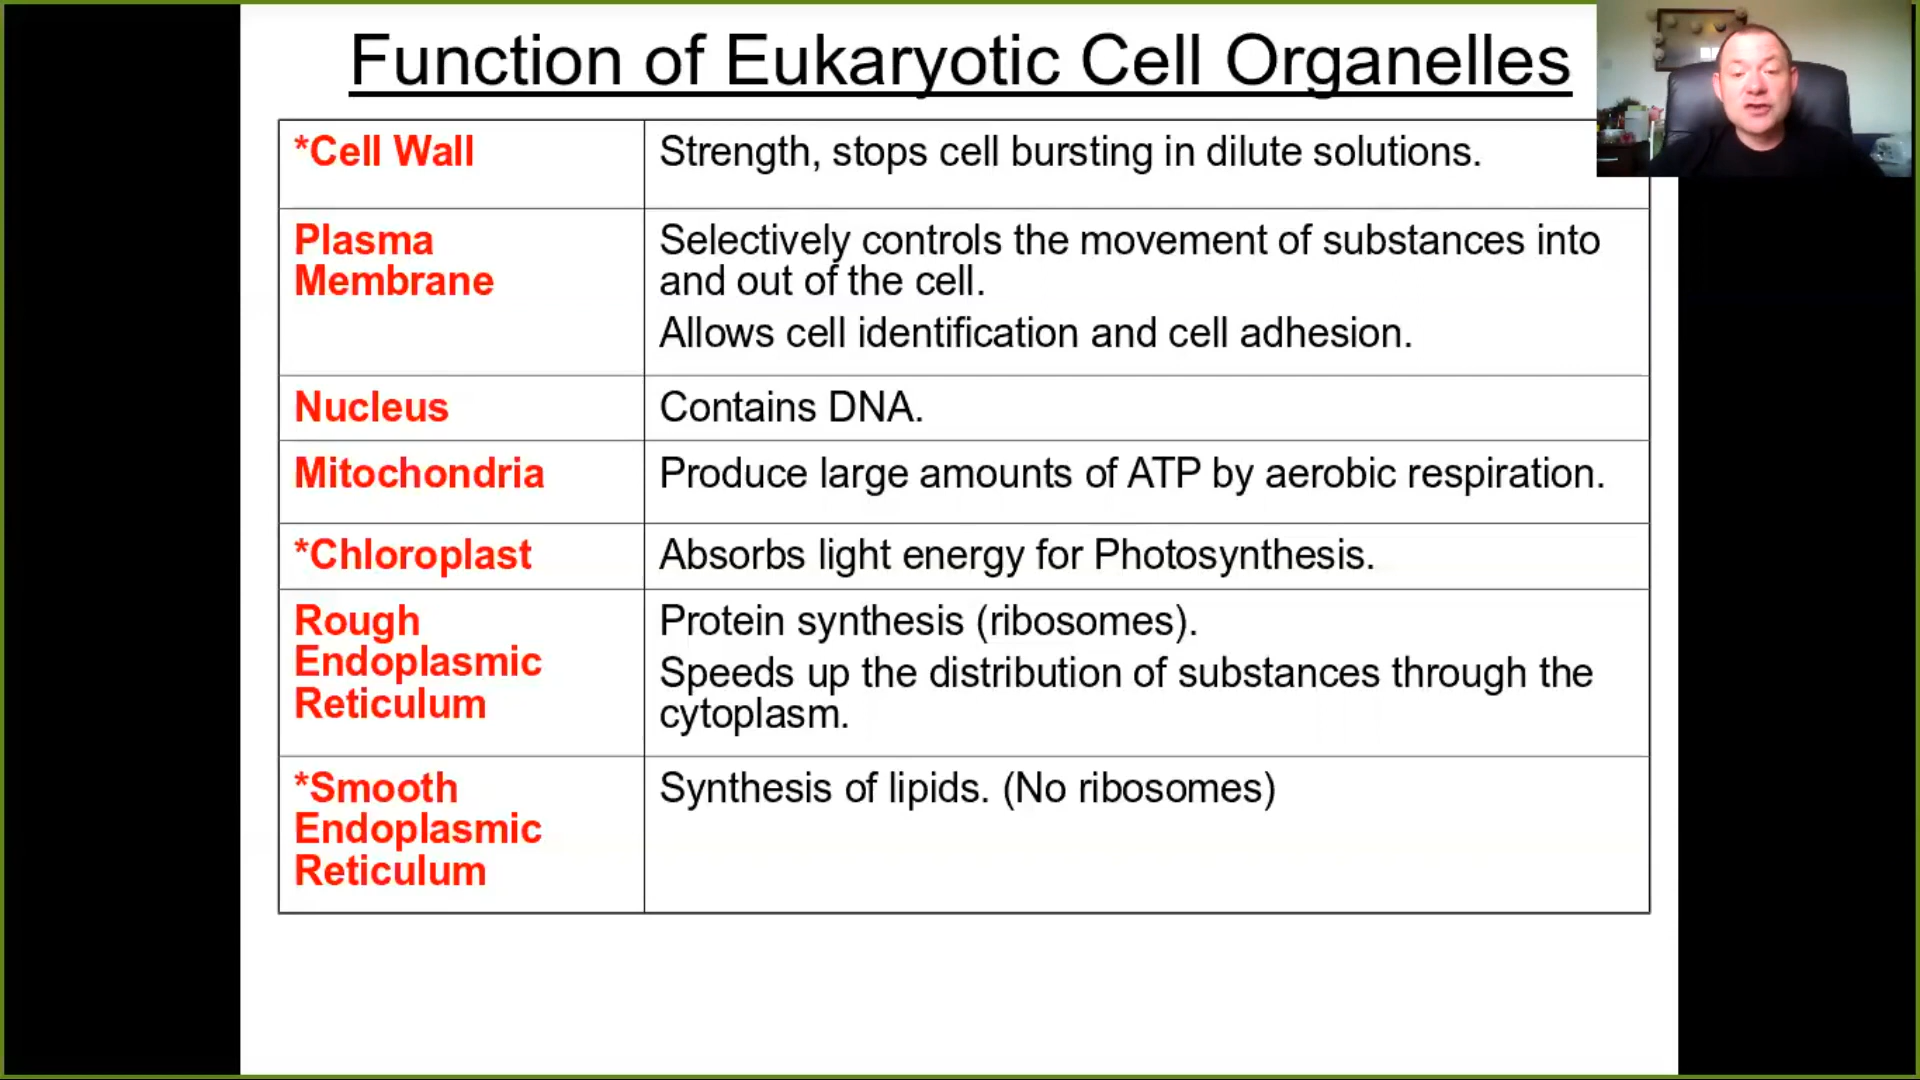 Function of Eukaryotic Cell Organelles
*Cell Wall
Strength, stops cell bursting in dilute solutions.
Plasma
Membrane
Selectively controls the movement of substances into
and out of the cell.
Allows cell identification and cell adhesion.
Nucleus
Contains DNA.
Mitochondria
Produce large amounts of ATP by aerobic respiration.
*Chloroplast
Absorbs light energy for Photosynthesis.
Rough
Endoplasmic
Reticulum
Protein synthesis (ribosomes).
Speeds up the distribution of substances through the
cytoplasm.
*Smooth
Endoplasmic
Reticulum
Synthesis of lipids. (No ribosomes)